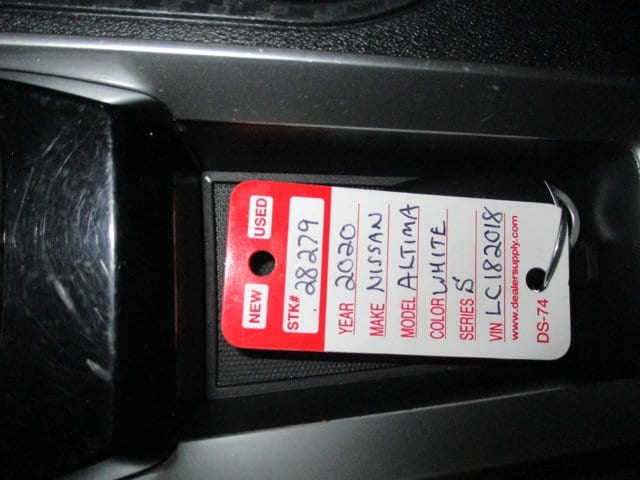 NEW USED
STK# 28279
YEAR 2020
MAKE NISSAN
MODEL ALTIMA
COLOR WHITE
SERIES S
VIN LC182018
www.dealersupply.com
DS-74